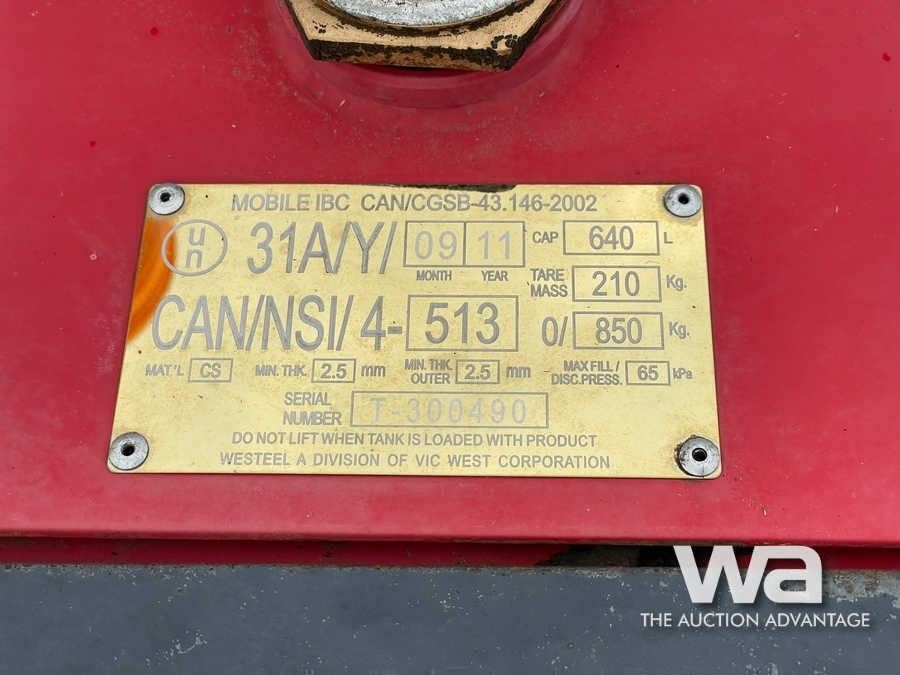 MOBILE IBC CAN/CGSB-43.146-2002
un 31A/Y/ 09 11 CAP 640 L
MONTH YEAR
TARE MASS 210 Kg.
CAN/NSI/4- 513 0/ 850 Kg.
MAT'L CS MIN. THK. 2.5 mm MIN. THK. OUTER 2.5 mm MAX FILL/ DISC.PRESS. 65 kPa
SERIAL NUMBER T-300490
DO NOT LIFT WHEN TANK IS LOADED WITH PRODUCT
WESTEEL A DIVISION OF VIC WEST CORPORATION
wa
THE AUCTION ADVANTAGE